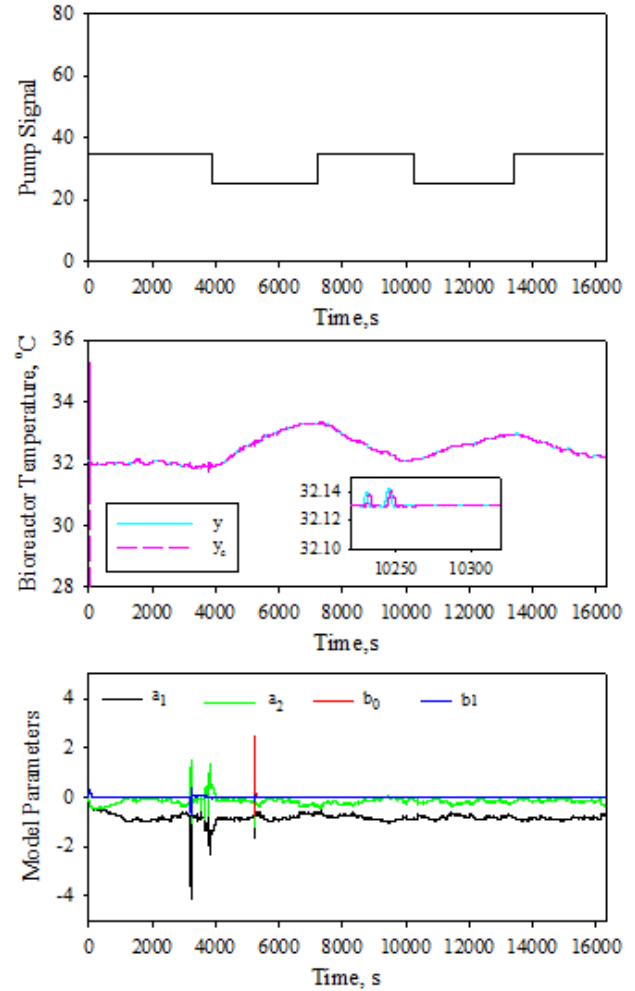 80
60
40
20
0
Pump Signal
0 2000 4000 6000 8000 10000 12000 14000 16000
Time,s
36
34
32
30
28
Bioreactor Temperature, °C
y
yₑ
32.14
32.13
32.10
10250 10300
0 2000 4000 6000 8000 10000 12000 14000 16000
Time,s
4
2
0
-2
-4
Model Parameters
a₁ a₂ b₀ b1
0 2000 4000 6000 8000 10000 12000 14000 16000
Time, s